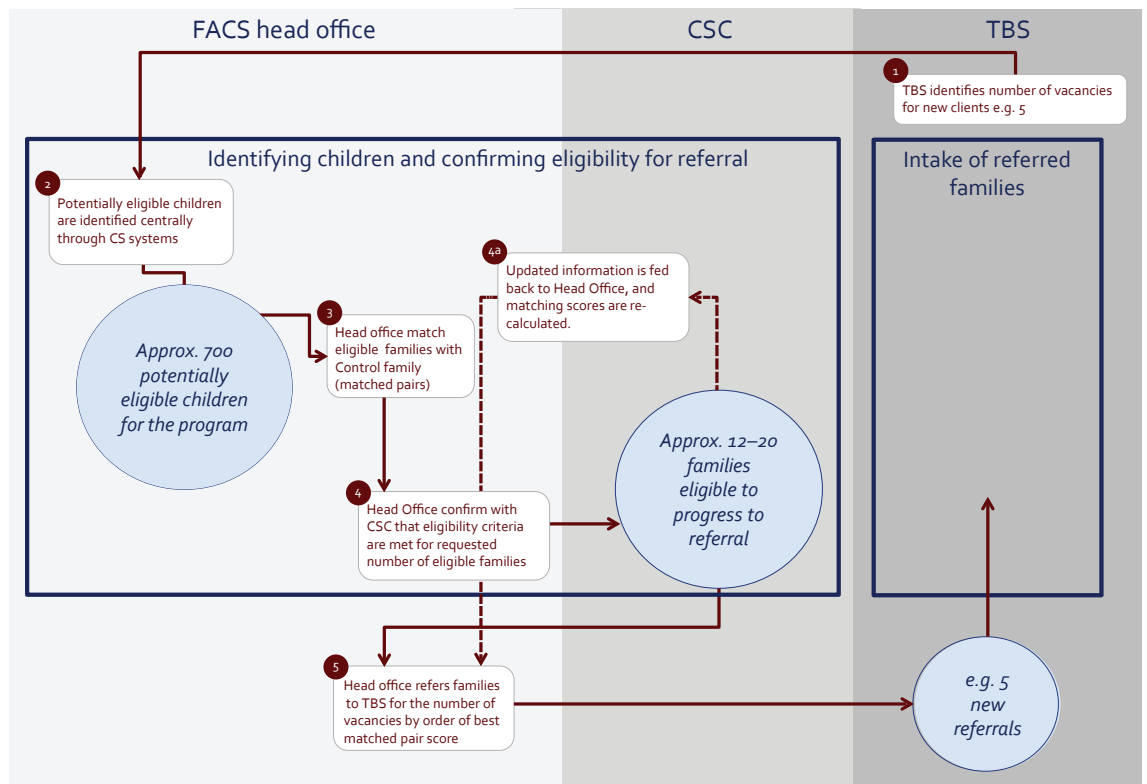 FACS head office
CSC
TBS
1
TBS identifies number of vacancies
for new clients e.g. 5
Identifying children and confirming eligibility for referral
Intake of referred
families
2
Potentially eligible children
are identified centrally
through CS systems
4a
Updated information is fed
back to Head Office, and
matching scores are re-
calculated.
3
Head office match
eligible families with
Control family
(matched pairs)
Approx. 700
potentially
eligible children
for the program
Approx. 12–20
families
eligible to
progress to
referral
4
Head Office confirm with
CSC that eligibility criteria
are met for requested
number of eligible families
5
Head office refers families
to TBS for the number of
vacancies by order of best
matched pair score
e.g. 5
new
referrals